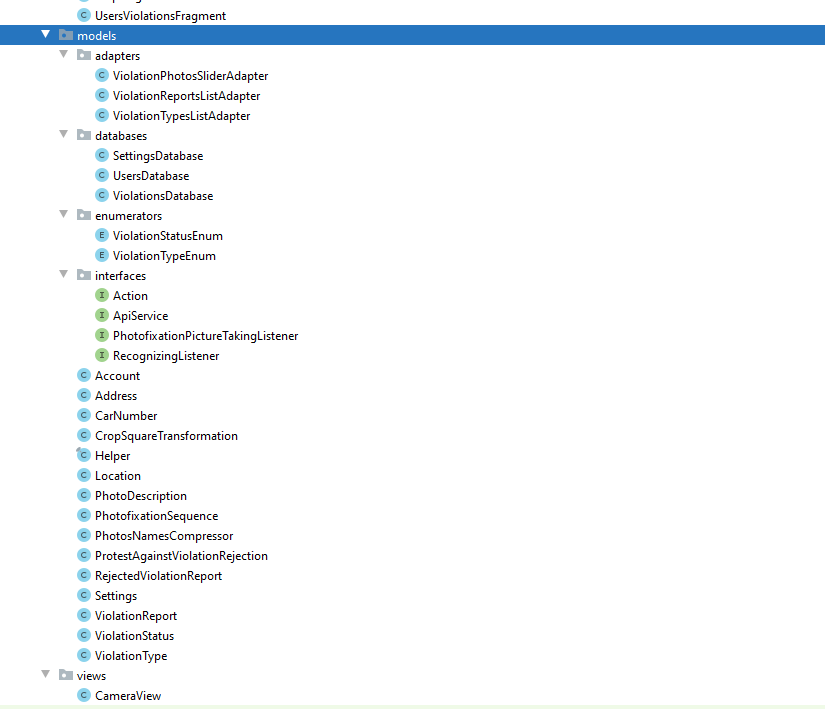 UsersViolationsFragment
models
adapters
C ViolationPhotosSliderAdapter
C ViolationReportsListAdapter
C ViolationTypesListAdapter
databases
C SettingsDatabase
C UsersDatabase
C ViolationsDatabase
enumerators
E ViolationStatusEnum
E ViolationTypeEnum
interfaces
I Action
I ApiService
I PhotofixationPictureTakingListener
I RecognizingListener
C Account
C Address
C CarNumber
C CropSquareTransformation
C Helper
C Location
C PhotoDescription
C PhotofixationSequence
C PhotosNamesCompressor
C ProtestAgainstViolationRejection
C RejectedViolationReport
C Settings
C ViolationReport
C ViolationStatus
C ViolationType
views
C CameraView